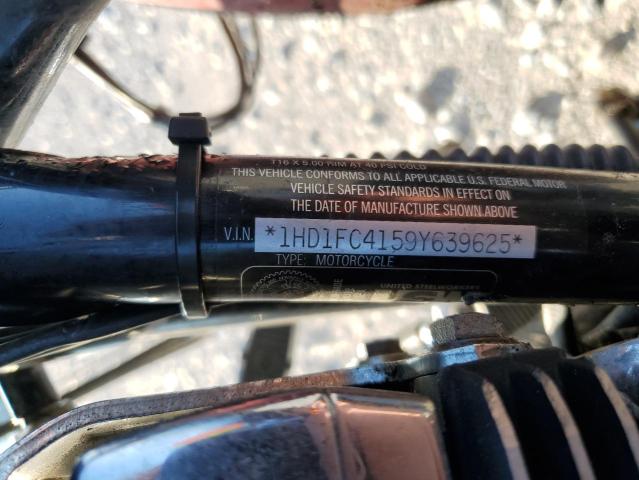 T16 X 5.00 RIM AT 40 PSI COLD
THIS VEHICLE CONFORMS TO ALL APPLICABLE U.S. FEDERAL MOTOR
VEHICLE SAFETY STANDARDS IN EFFECT ON
THE DATE OF MANUFACTURE SHOWN ABOVE
V.I.N. *1HD1FC4159Y639625*
TYPE: MOTORCYCLE
UNITED STEELWORKERS